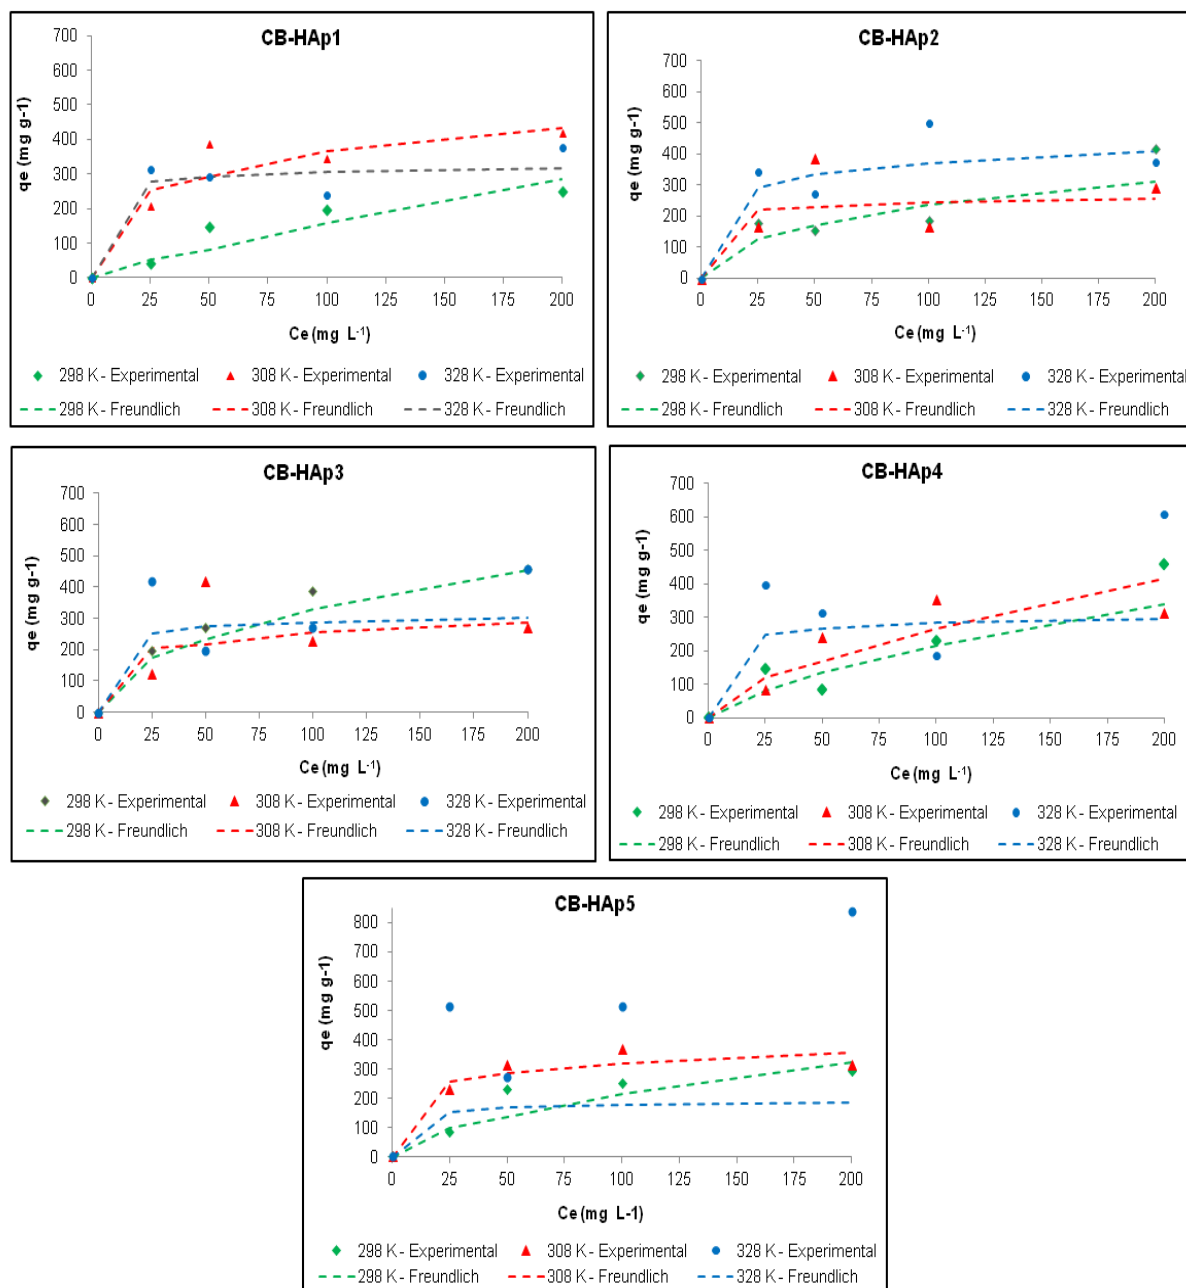 CB-HAp1
qe (mg g-1)
700
600
500
400
300
200
100
0
0 25 50 75 100 125 150 175 200
Ce (mg L-1)
298 K - Experimental 308 K - Experimental 328 K - Experimental
298 K - Freundlich 308 K - Freundlich 328 K - Freundlich
CB-HAp2
qe (mg g-1)
700
600
500
400
300
200
100
0
0 25 50 75 100 125 150 175 200
Ce (mg L-1)
298 K - Experimental 308 K - Experimental 328 K - Experimental
298 K - Freundlich 308 K - Freundlich 328 K - Freundlich
CB-HAp3
qe (mg g-1)
700
600
500
400
300
200
100
0
0 25 50 75 100 125 150 175 200
Ce (mg L-1)
298 K - Experimental 308 K - Experimental 328 K - Experimental
298 K - Freundlich 308 K - Freundlich 328 K - Freundlich
CB-HAp4
qe (mg g-1)
700
600
500
400
300
200
100
0
0 25 50 75 100 125 150 175 200
Ce (mg L-1)
298 K - Experimental 308 K - Experimental 328 K - Experimental
298 K - Freundlich 308 K - Freundlich 328 K - Freundlich
CB-HAp5
qe (mg g-1)
800
700
600
500
400
300
200
100
0
0 25 50 75 100 125 150 175 200
Ce (mg L-1)
298 K - Experimental 308 K - Experimental 328 K - Experimental
298 K - Freundlich 308 K - Freundlich 328 K - Freundlich